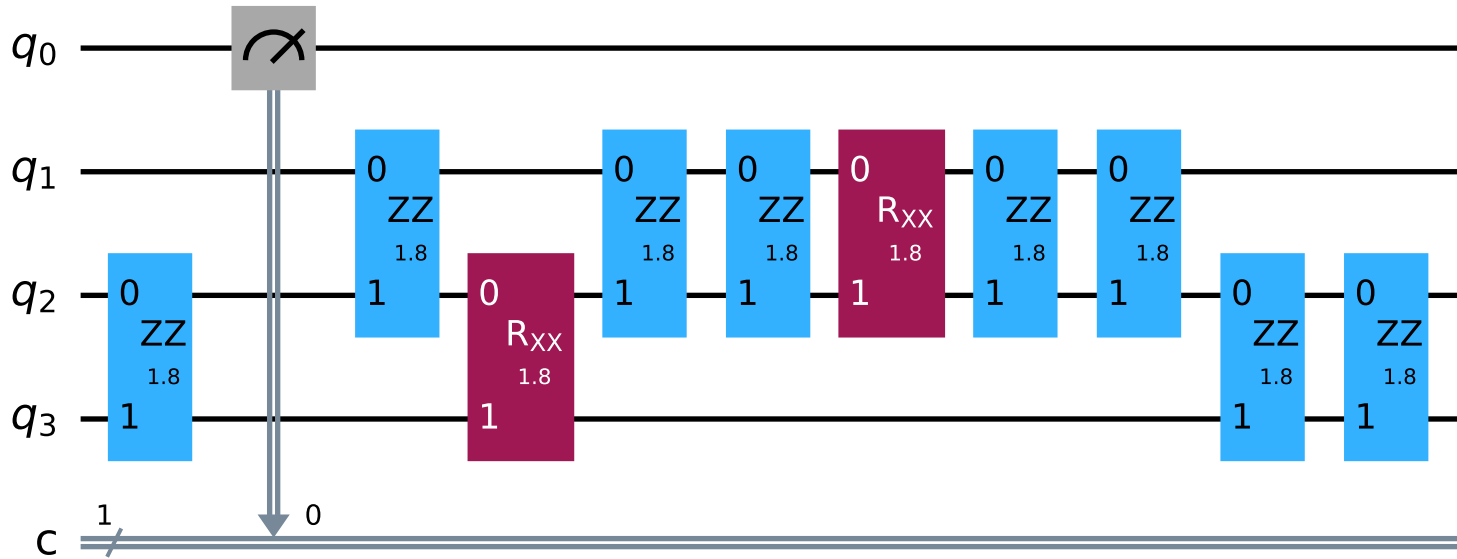 q0
0 0 0 0 0 0
q1
ZZ ZZ ZZ RXX ZZ ZZ
1.8 1.8 1.8 1.8 1.8 1.8
0 1 0 1 1 1 1 1 0 0
q2
ZZ RXX ZZ ZZ
1.8 1.8 1.8 1.8
1 1 1 1
q3
1 0
c